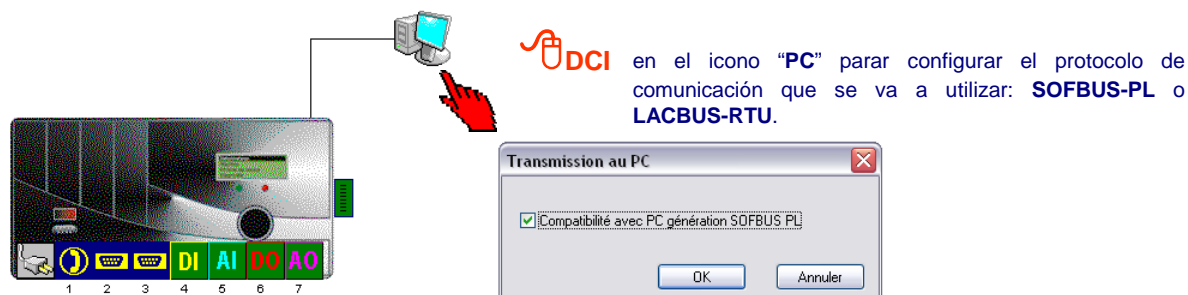 DCI en el icono “PC” parar configurar el protocolo de
comunicación que se va a utilizar: SOFBUS-PL o
LACBUS-RTU.
Transmission au PC
Compatibilité avec PC génération SOFBUS PL
OK Annuler
DI AI DO AO
1 2 3 4 5 6 7